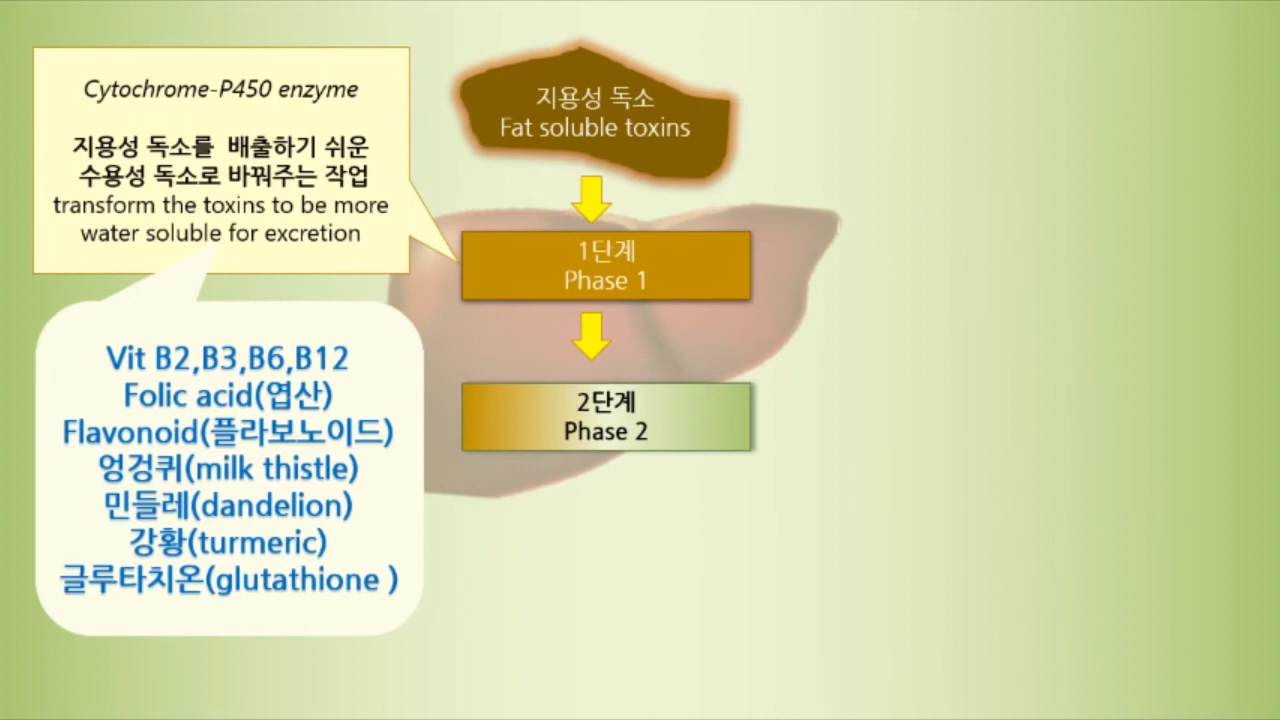 Cytochrome-P450 enzyme
지용성 독소를 배출하기 쉬운
수용성 독소로 바꿔주는 작업
transform the toxins to be more
water soluble for excretion
Vit B2,B3,B6,B12
Folic acid(엽산)
Flavonoid(플라보노이드)
엉겅퀴(milk thistle)
민들레(dandelion)
강황(turmeric)
글루타치온(glutathione )
지용성 독소
Fat soluble toxins
1단계
Phase 1
2단계
Phase 2